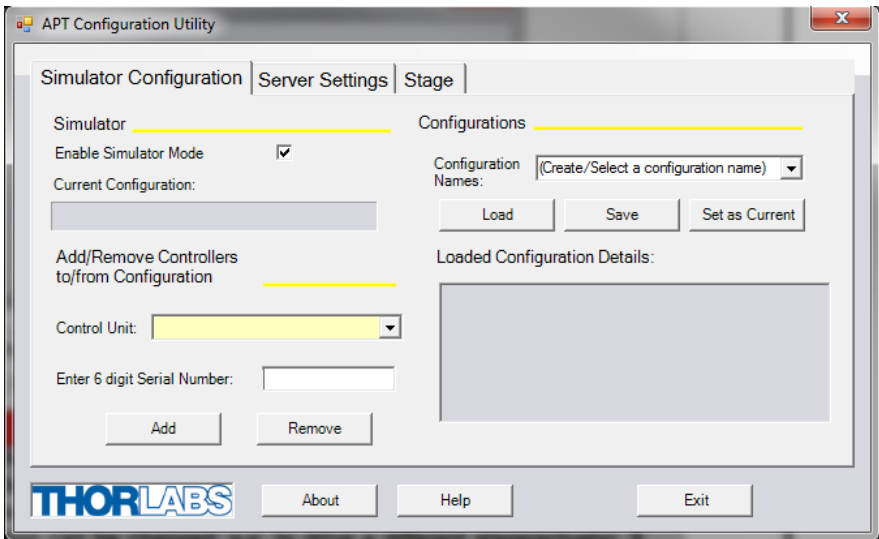 APT Configuration Utility
Simulator Configuration
Server Settings
Stage
Simulator
Enable Simulator Mode
Current Configuration:
Add/Remove Controllers
to/from Configuration
Control Unit:
Enter 6 digit Serial Number:
Add
Remove
Configurations
Configuration
Names:
(Create/Select a configuration name)
Load
Save
Set as Current
Loaded Configuration Details:
THORLABS
About
Help
Exit